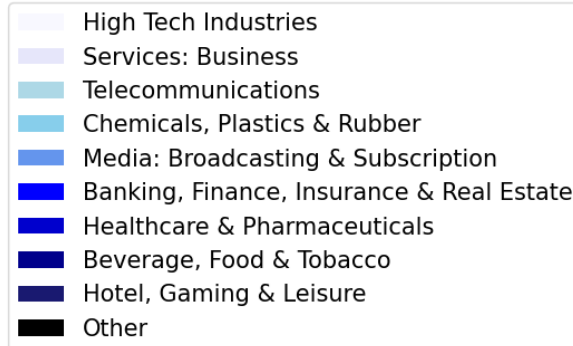 High Tech Industries
Services: Business
Telecommunications
Chemicals, Plastics & Rubber
Media: Broadcasting & Subscription
Banking, Finance, Insurance & Real Estate
Healthcare & Pharmaceuticals
Beverage, Food & Tobacco
Hotel, Gaming & Leisure
Other